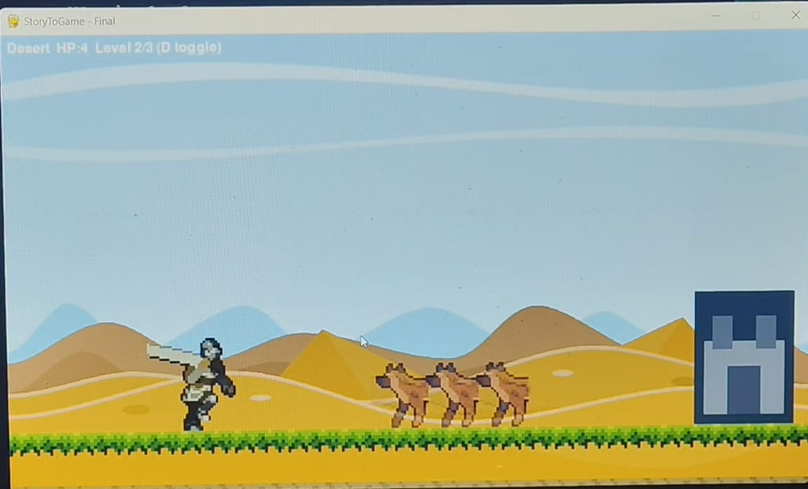 StoryToGame - Final
Desert HP:4 Level 2/3 (D toggle)